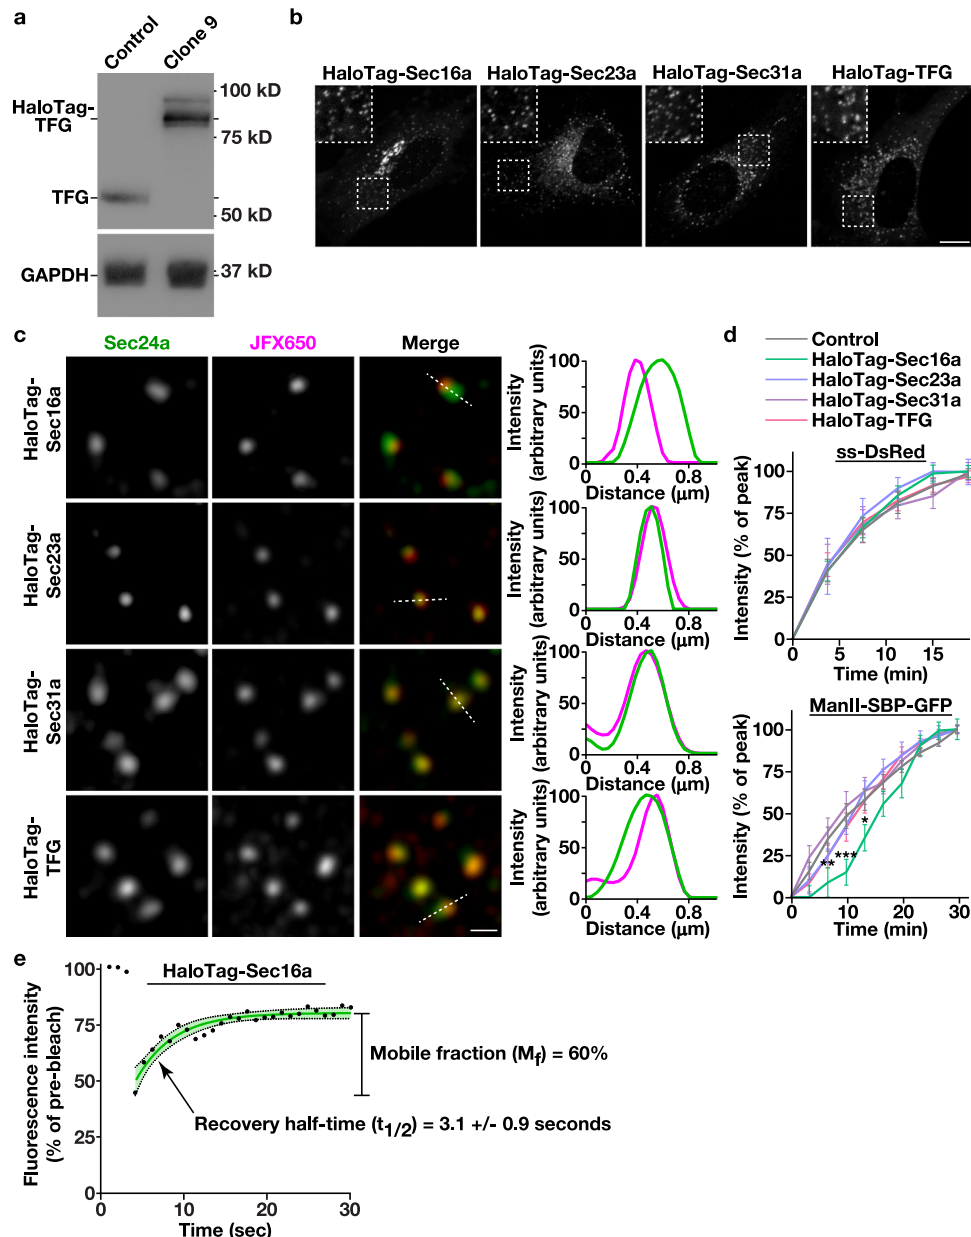 a
Control
Clone 9
HaloTag-
TFG
100 kD
75 kD
TFG
50 kD
GAPDH
37 kD
b
HaloTag-Sec16a
HaloTag-Sec23a
HaloTag-Sec31a
HaloTag-TFG
c
Sec24a
JFX650
Merge
HaloTag-
Sec16a
HaloTag-
Sec23a
HaloTag-
Sec31a
HaloTag-
TFG
Intensity
(arbitrary units)
100
50
0
0.4
0.8
Distance (µm)
Intensity
(arbitrary units)
100
50
0
0.4
0.8
Distance (µm)
Intensity
(arbitrary units)
100
50
0
0.4
0.8
Distance (µm)
Intensity
(arbitrary units)
100
50
0
0.4
0.8
Distance (µm)
d
Control
HaloTag-Sec16a
HaloTag-Sec23a
HaloTag-Sec31a
HaloTag-TFG
ss-DsRed
Intensity (% of peak)
100
75
50
25
0
0
5
10
15
Time (min)
ManII-SBP-GFP
Intensity (% of peak)
100
75
50
25
0
**
***
*
0
10
20
30
Time (min)
e
HaloTag-Sec16a
Fluorescence intensity
(% of pre-bleach)
100
75
50
25
0
Mobile fraction (Mf) = 60%
Recovery half-time (t1/2) = 3.1 +/- 0.9 seconds
10
20
30
Time (sec)